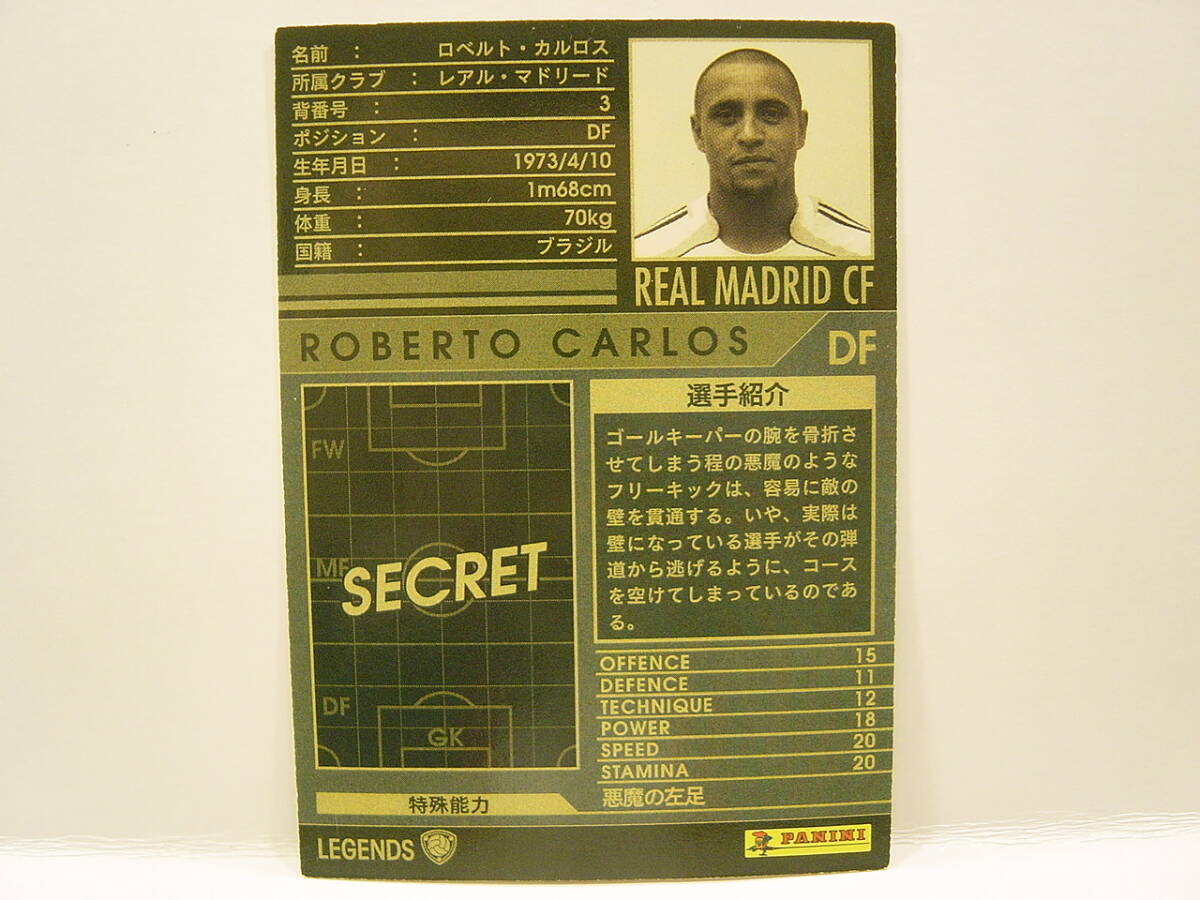 名前 : ロベルト・カルロス
所属クラブ : レアル・マドリード
背番号 : 3
ポジション : DF
生年月日 : 1973/4/10
身長 : 1m68cm
体重 : 70kg
国籍 : ブラジル
REAL MADRID CF
ROBERTO CARLOS
DF
FW
MF
SECRET
DF
GK
選手紹介
ゴールキーパーの腕を骨折さ
せてしまう程の悪魔のような
フリーキックは、容易に敵の
壁を貫通する。いや、実際は
壁になっている選手がその弾
道から逃げるように、コース
を空けてしまっているのであ
る。
OFFENCE 15
DEFENCE 11
TECHNIQUE 12
POWER 18
SPEED 20
STAMINA 20
特殊能力 悪魔の左足
LEGENDS
PANINI